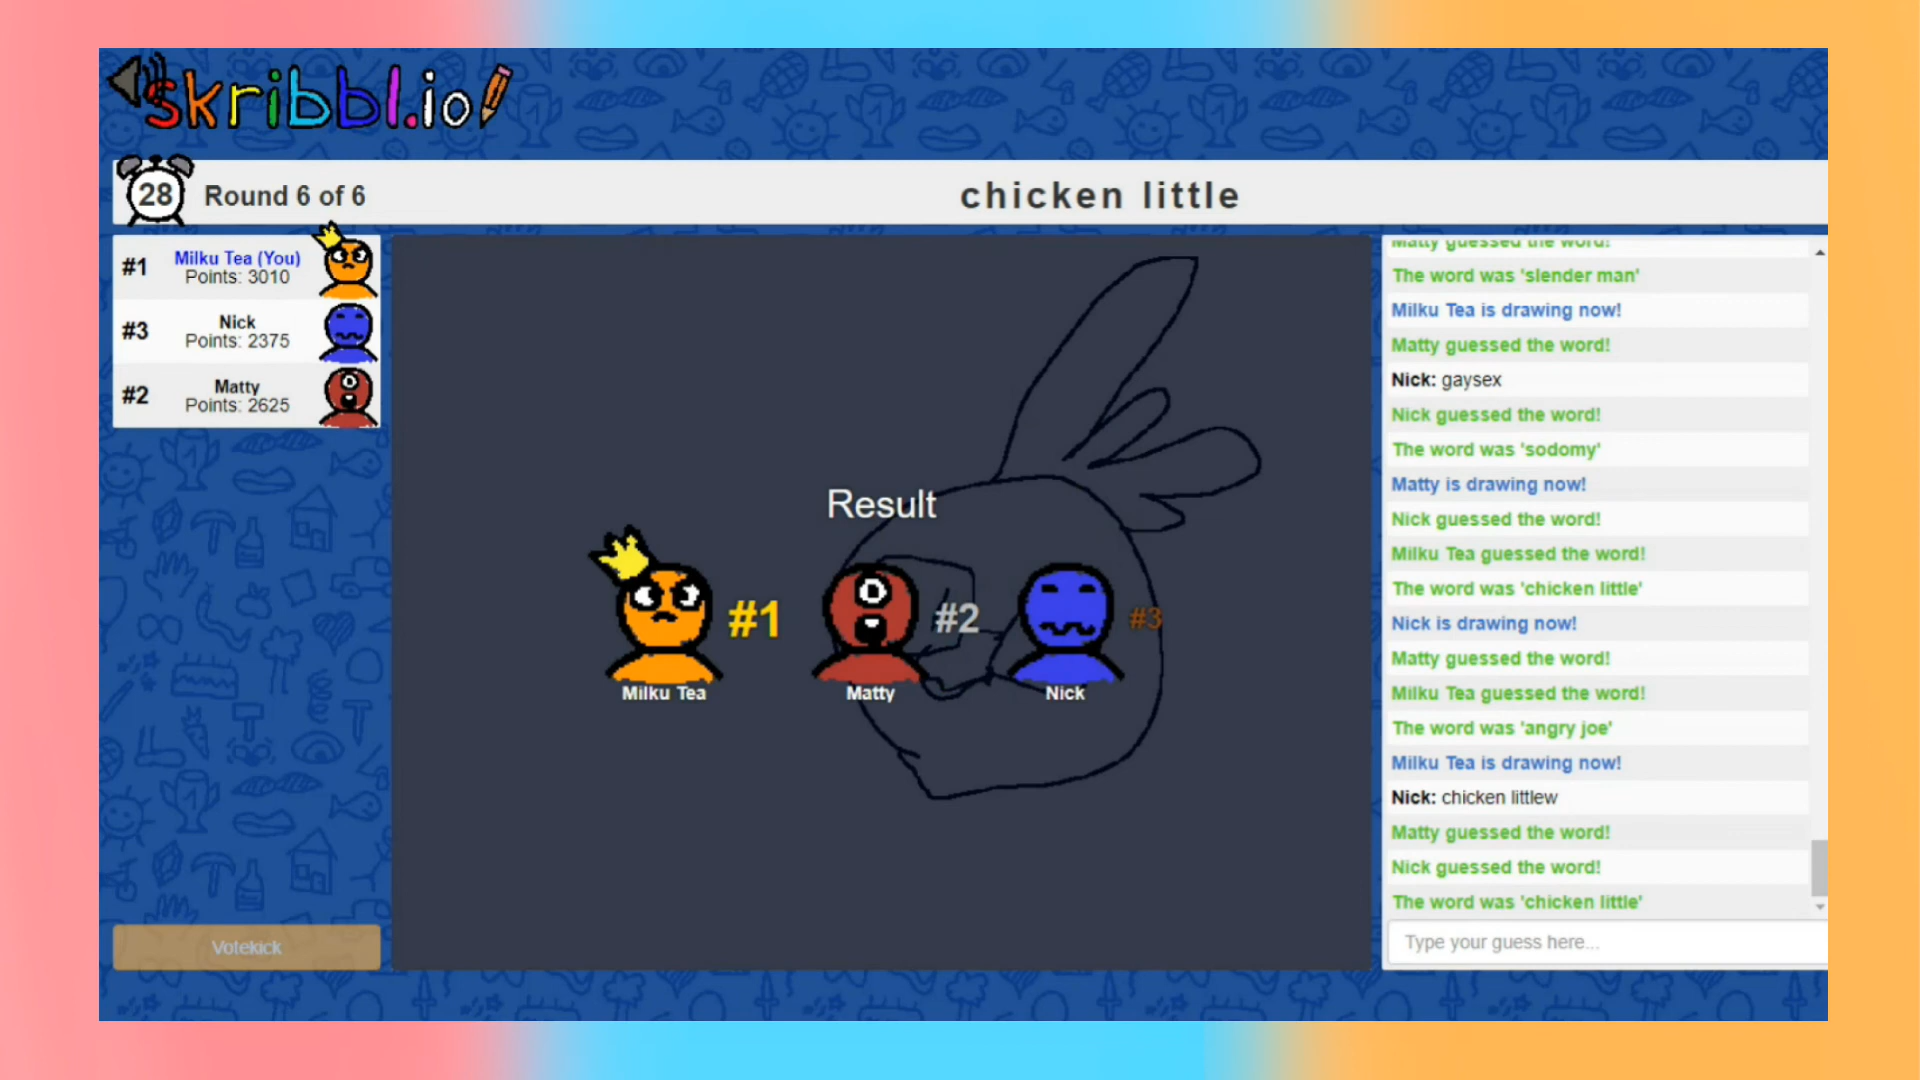 skribbl.io
28
Round 6 of 6
chicken little
#1
Milku Tea (You)
Points: 3010
#3
Nick
Points: 2375
#2
Matty
Points: 2625
Votekick
Result
#1
#2
#3
Milku Tea
Matty
Nick
Matty guessed the word!
The word was 'slender man'
Milku Tea is drawing now!
Matty guessed the word!
Nick: gaysex
Nick guessed the word!
The word was 'sodomy'
Matty is drawing now!
Nick guessed the word!
Milku Tea guessed the word!
The word was 'chicken little'
Nick is drawing now!
Matty guessed the word!
Milku Tea guessed the word!
The word was 'angry joe'
Milku Tea is drawing now!
Nick: chicken littlew
Matty guessed the word!
Nick guessed the word!
The word was 'chicken little'
Type your guess here...